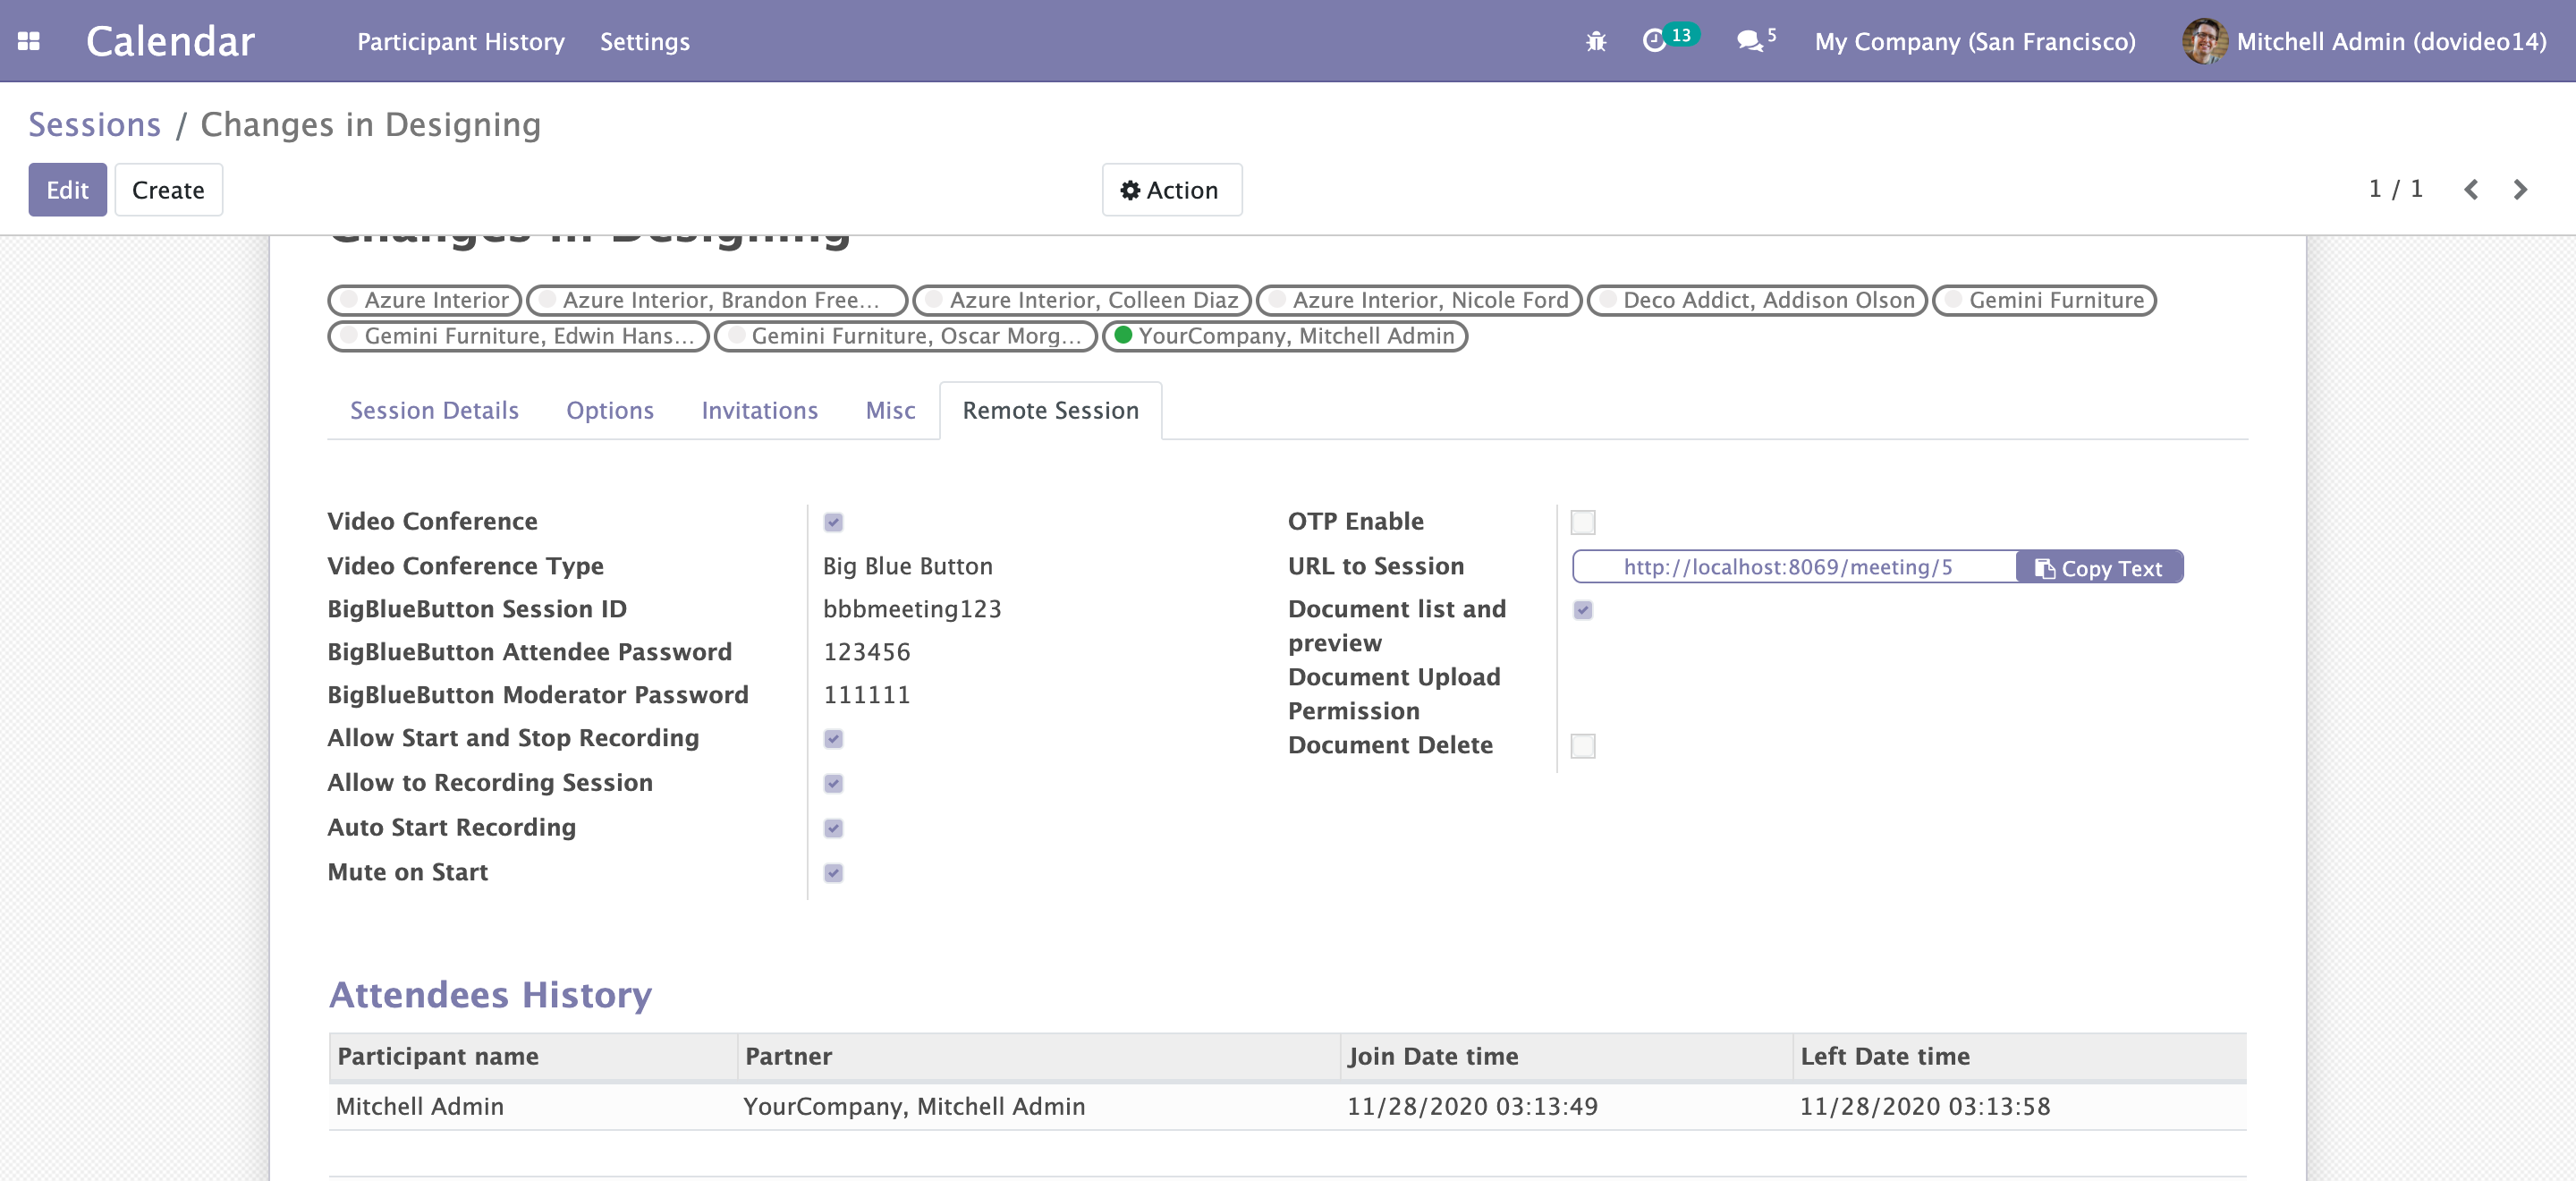 Calendar Participant History Settings 13 5 My Company (San Francisco) Mitchell Admin (dovideo14)
Sessions / Changes in Designing
Edit Create Action 1 / 1
Changes in Designing
Azure Interior Azure Interior, Brandon Free... Azure Interior, Colleen Diaz Azure Interior, Nicole Ford Deco Addict, Addison Olson Gemini Furniture
Gemini Furniture, Edwin Hans... Gemini Furniture, Oscar Morg... YourCompany, Mitchell Admin
Session Details Options Invitations Misc Remote Session
Video Conference
Video Conference Type Big Blue Button
BigBlueButton Session ID bbbmeeting123
BigBlueButton Attendee Password 123456
BigBlueButton Moderator Password 111111
Allow Start and Stop Recording
Allow to Recording Session
Auto Start Recording
Mute on Start
OTP Enable
URL to Session http://localhost:8069/meeting/5 Copy Text
Document list and
preview
Document Upload
Permission
Document Delete
Attendees History
Participant name Partner Join Date time Left Date time
Mitchell Admin YourCompany, Mitchell Admin 11/28/2020 03:13:49 11/28/2020 03:13:58